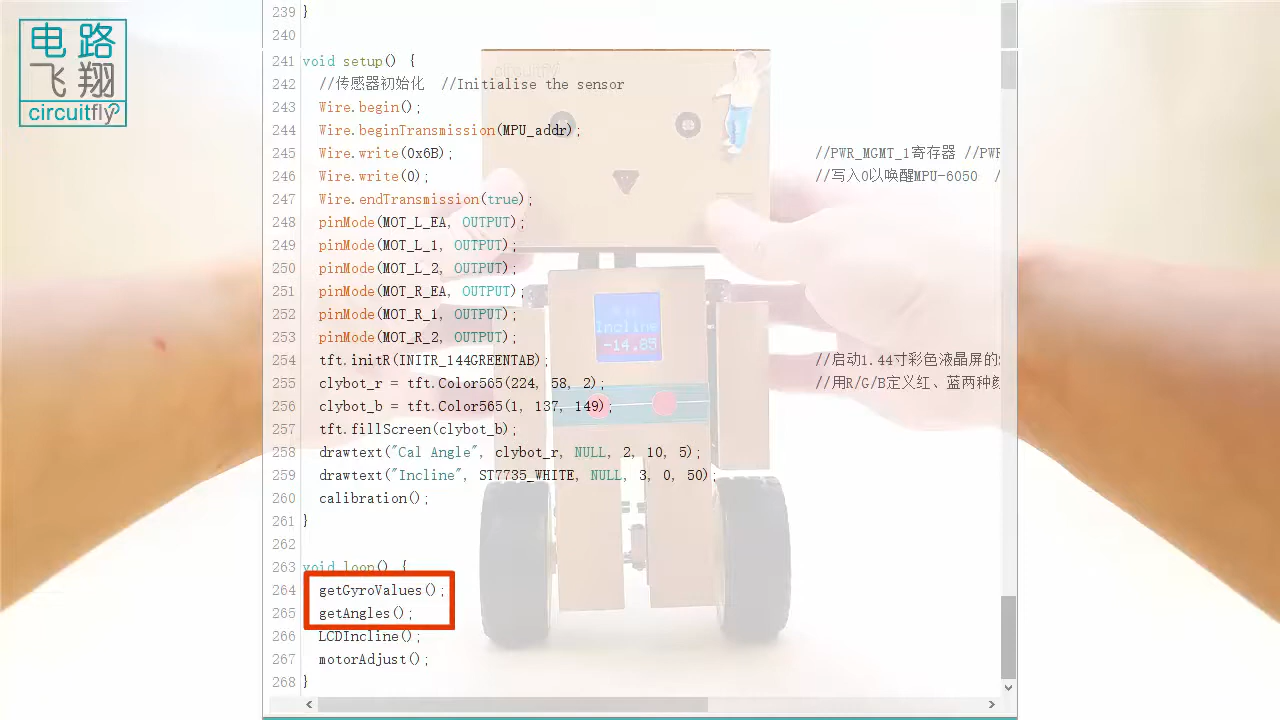 电路
飞翔
circuitfly
239 }
240
241 void setup() {
242 //传感器初始化 //Initialise the sensor
243 Wire.begin();
244 Wire.beginTransmission(MPU_addr);
245 Wire.write(0x6B); //PWR_MGMT_1寄存器 //PWR
246 Wire.write(0); //写入0以唤醒MPU-6050 /
247 Wire.endTransmission(true);
248 pinMode(MOT_L_EA, OUTPUT);
249 pinMode(MOT_L_1, OUTPUT);
250 pinMode(MOT_L_2, OUTPUT);
251 pinMode(MOT_R_EA, OUTPUT);
252 pinMode(MOT_R_1, OUTPUT);
253 pinMode(MOT_R_2, OUTPUT);
254 tft.initR(INITR_144GREENTAB); //启动1.44寸彩色液晶屏的
255 clybot_r = tft.Color565(224, 58, 2); //用R/G/B定义红、蓝两种颜
256 clybot_b = tft.Color565(1, 137, 149);
257 tft.fillScreen(clybot_b);
258 drawtext("Cal Angle", clybot_r, NULL, 2, 10, 5);
259 drawtext("Incline", ST7735_WHITE, NULL, 3, 0, 50);
260 calibration();
261 }
262
263 void loop() {
264 getGyroValues();
265 getAngles();
266 LCDIncline();
267 motorAdjust();
268 }
circuitfly
Incline
-14.85